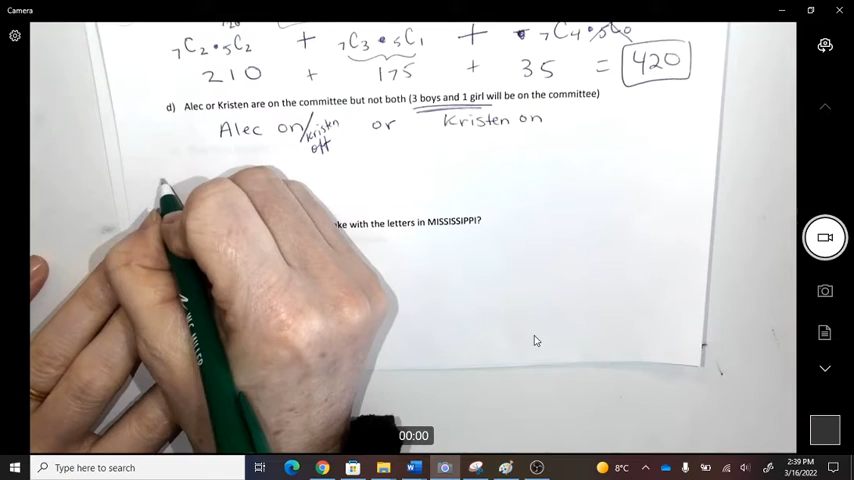 Camera
₇C₂ • ₅C₂ + ₇C₃ • ₅C₁ + ₇C₄ • ₅C₀
210 + 175 + 35 = 420
d) Alec or Kristen are on the committee but not both (3 boys and 1 girl will be on the committee)
Alec on/Kristen off or Kristen on
ke with the letters in MISSISSIPPI?
00:00
Type here to search
8°C
2:39 PM
3/16/2022